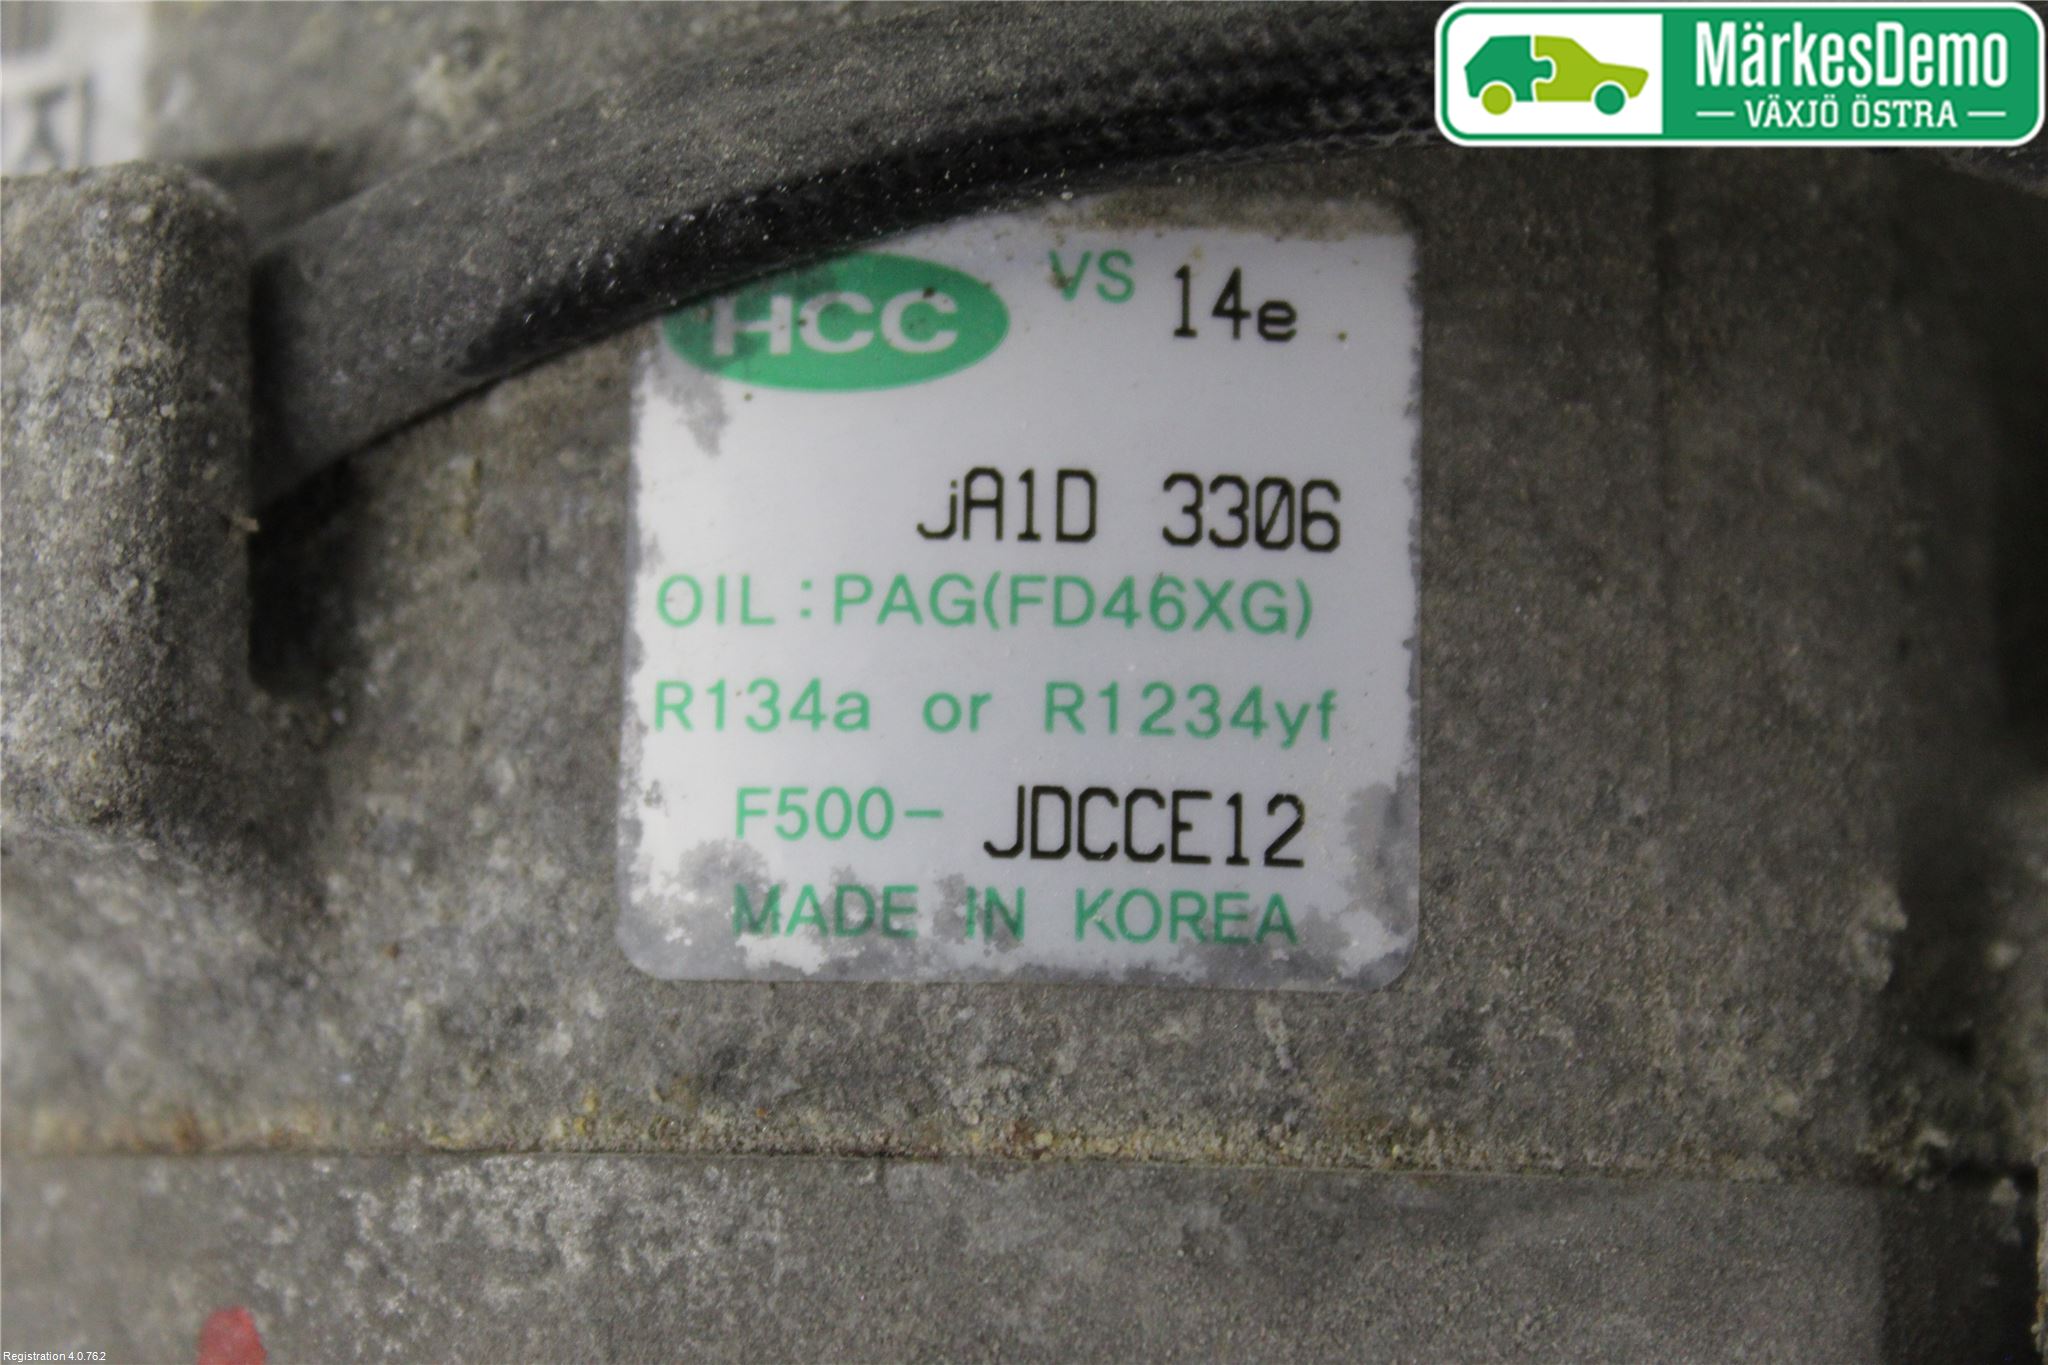 MärkesDemo
VÄXJÖ ÖSTRA
HCC VS 14e
jA1D 3306
OIL : PAG(FD46XG)
R134a or R1234yf
F500- JDCCE12
MADE IN KOREA
Registration 4.0.762